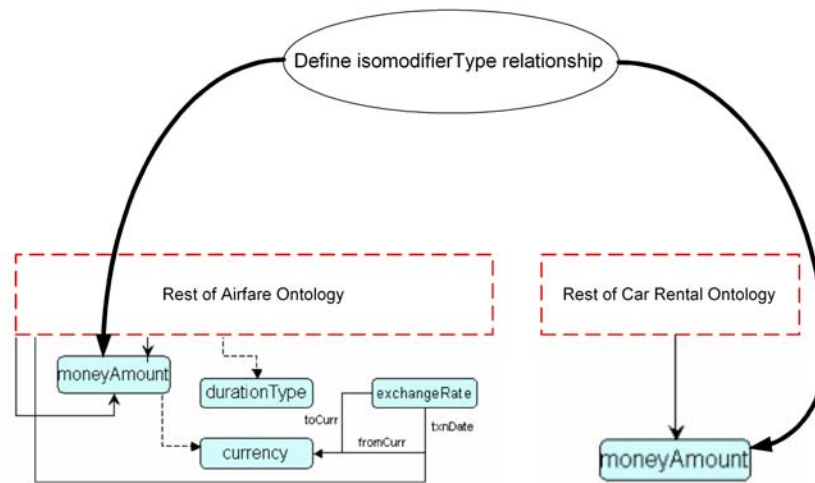 Define isomodifierType relationship
Rest of Airfare Ontology
Rest of Car Rental Ontology
moneyAmount
durationType
exchangeRate
toCurr
txnDate
fromCurr
currency
moneyAmount